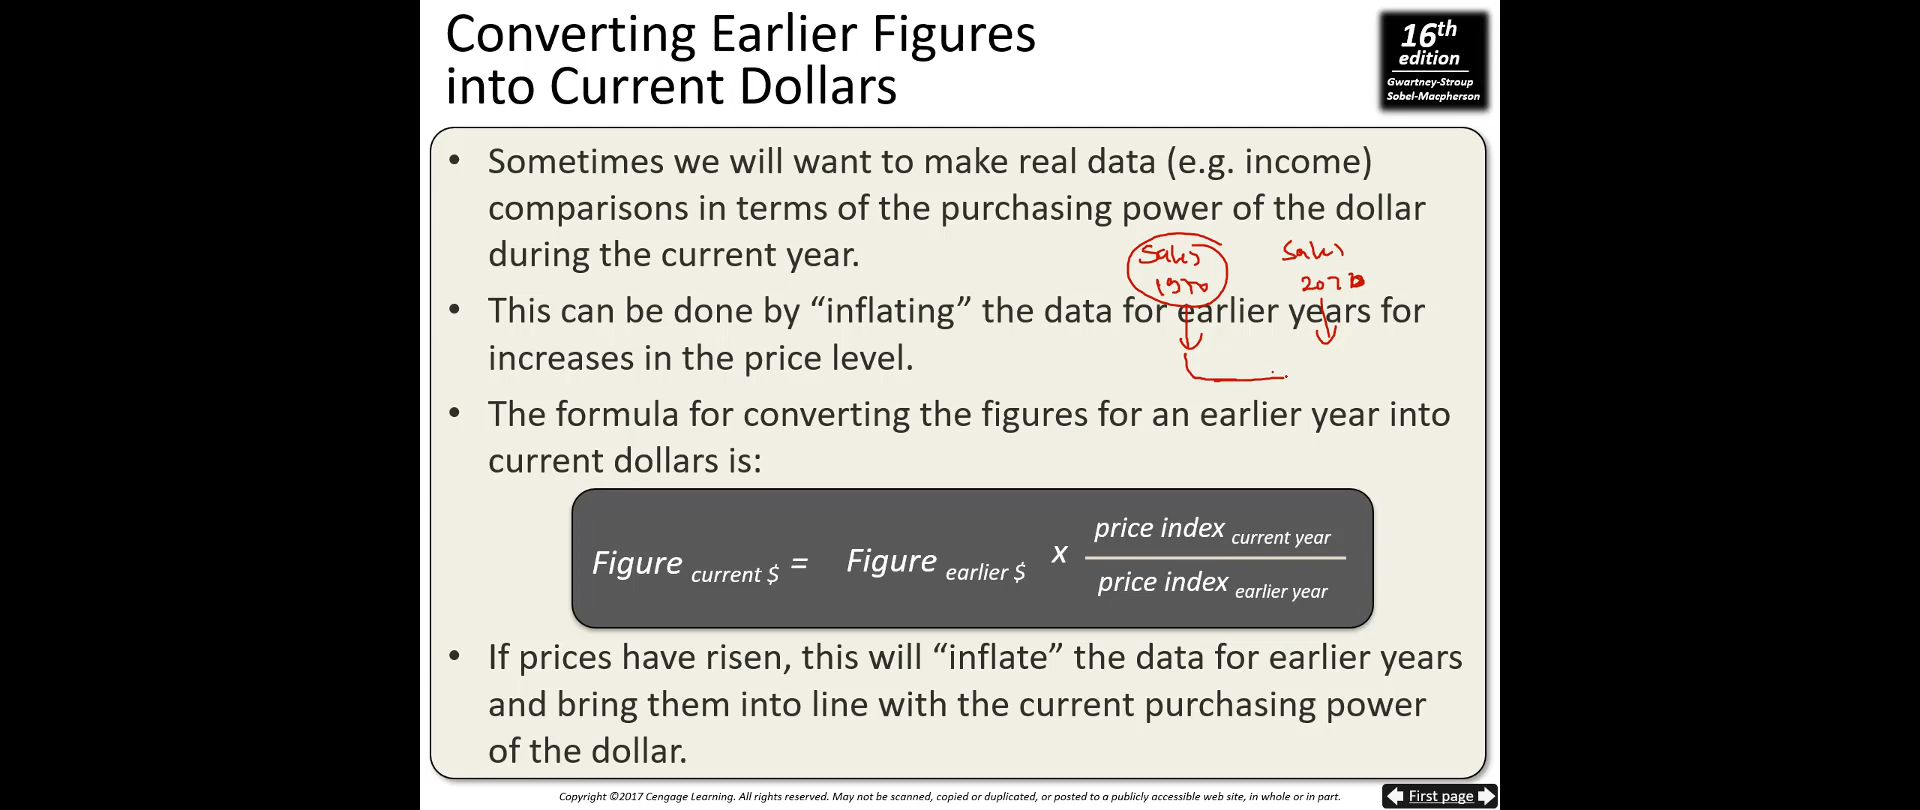 Converting Earlier Figures
into Current Dollars
16th
edition
Gwartney-Stroup
Sobel-Macpherson
• Sometimes we will want to make real data (e.g. income)
comparisons in terms of the purchasing power of the dollar
during the current year.
Sales Sales
• This can be done by “inflating” the data for earlier years for
increases in the price level.
• The formula for converting the figures for an earlier year into
current dollars is:
Figure current $ = Figure earlier $ x price index current year
price index earlier year
• If prices have risen, this will “inflate” the data for earlier years
and bring them into line with the current purchasing power
of the dollar.
Copyright ©2017 Cengage Learning. All rights reserved. May not be scanned, copied or duplicated, or posted to a publicly accessible web site, in whole or in part.
First page